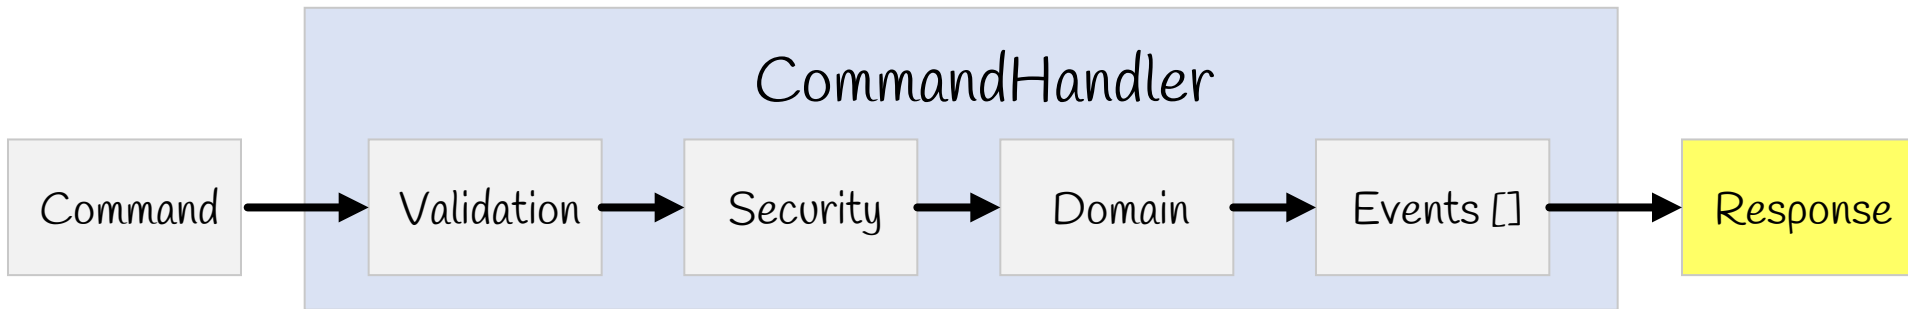 CommandHandler
Command
Validation
Security
Domain
Events []
Response